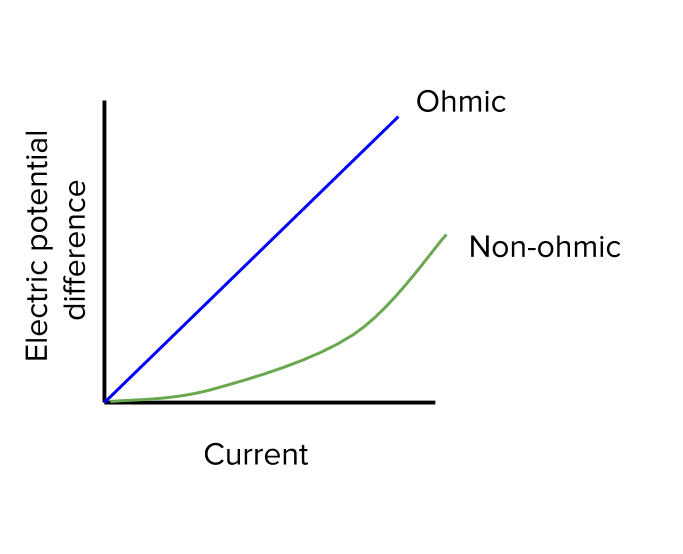 Ohmic
Electric potential
difference
Non-ohmic
Current